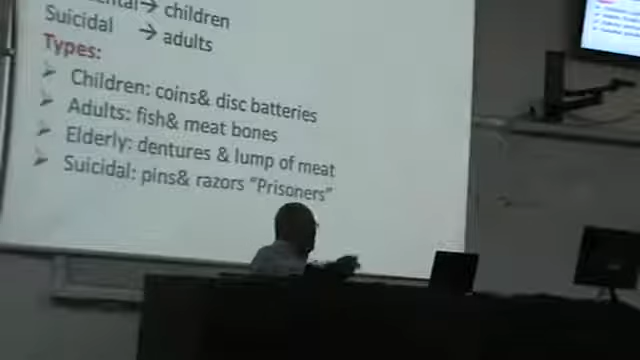 → children
Suicidal → adults
Types:
➢ Children: coins& disc batteries
➢ Adults: fish& meat bones
➢ Elderly: dentures & lump of meat
➢ Suicidal: pins& razors “Prisoners”